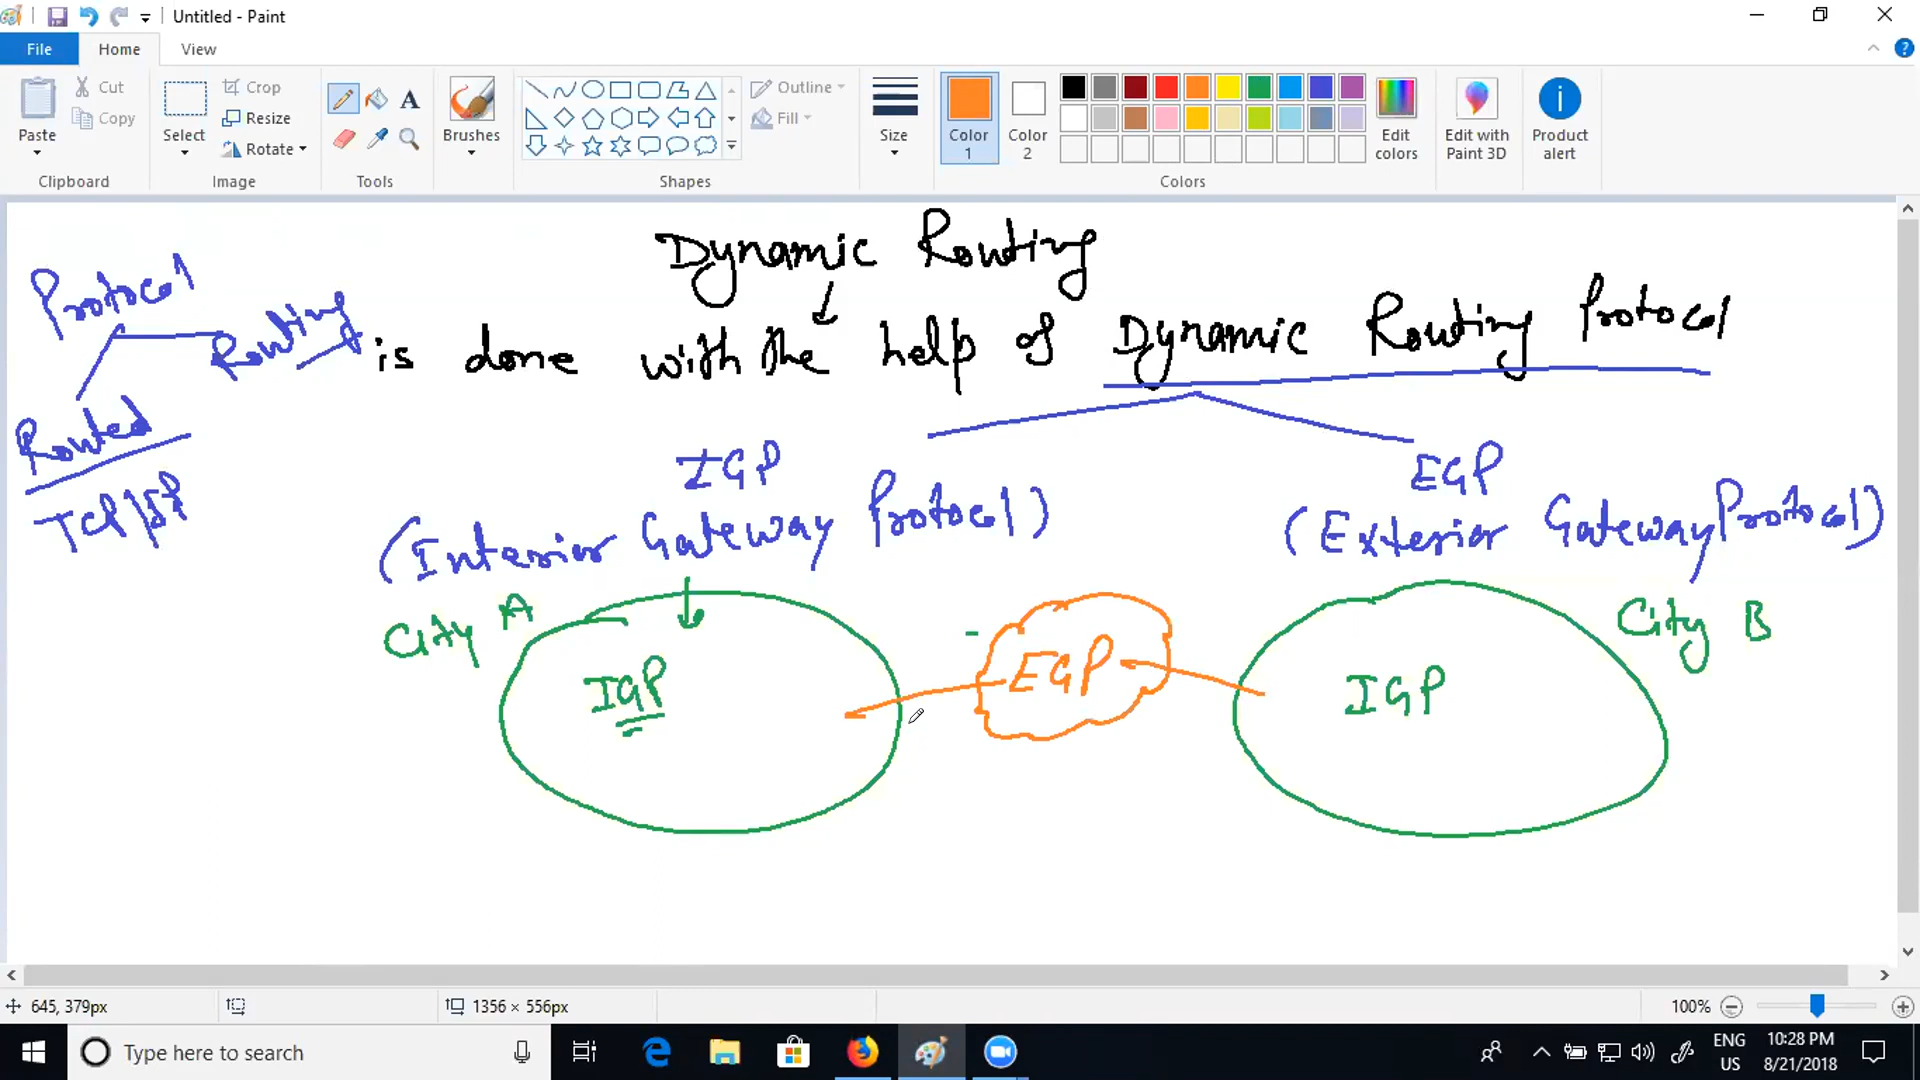 Untitled - Paint
File Home View
Paste
Cut
Copy
Clipboard
Select
Crop
Resize
Rotate
Image
Tools
Brushes
Shapes
Outline
Fill
Size
Color 1
Color 2
Edit colors
Colors
Edit with Paint 3D
Product alert
Dynamic Routing
is done with the help of Dynamic Routing Protocol
Protocol
Routing
Routed
TCP/IP
IGP
(Interior Gateway Protocol)
EGP
(Exterior Gateway Protocol)
City A
IGP
EGP
IGP
City B
645, 379px
1356 × 556px
100%
Type here to search
ENG
US
10:28 PM
8/21/2018